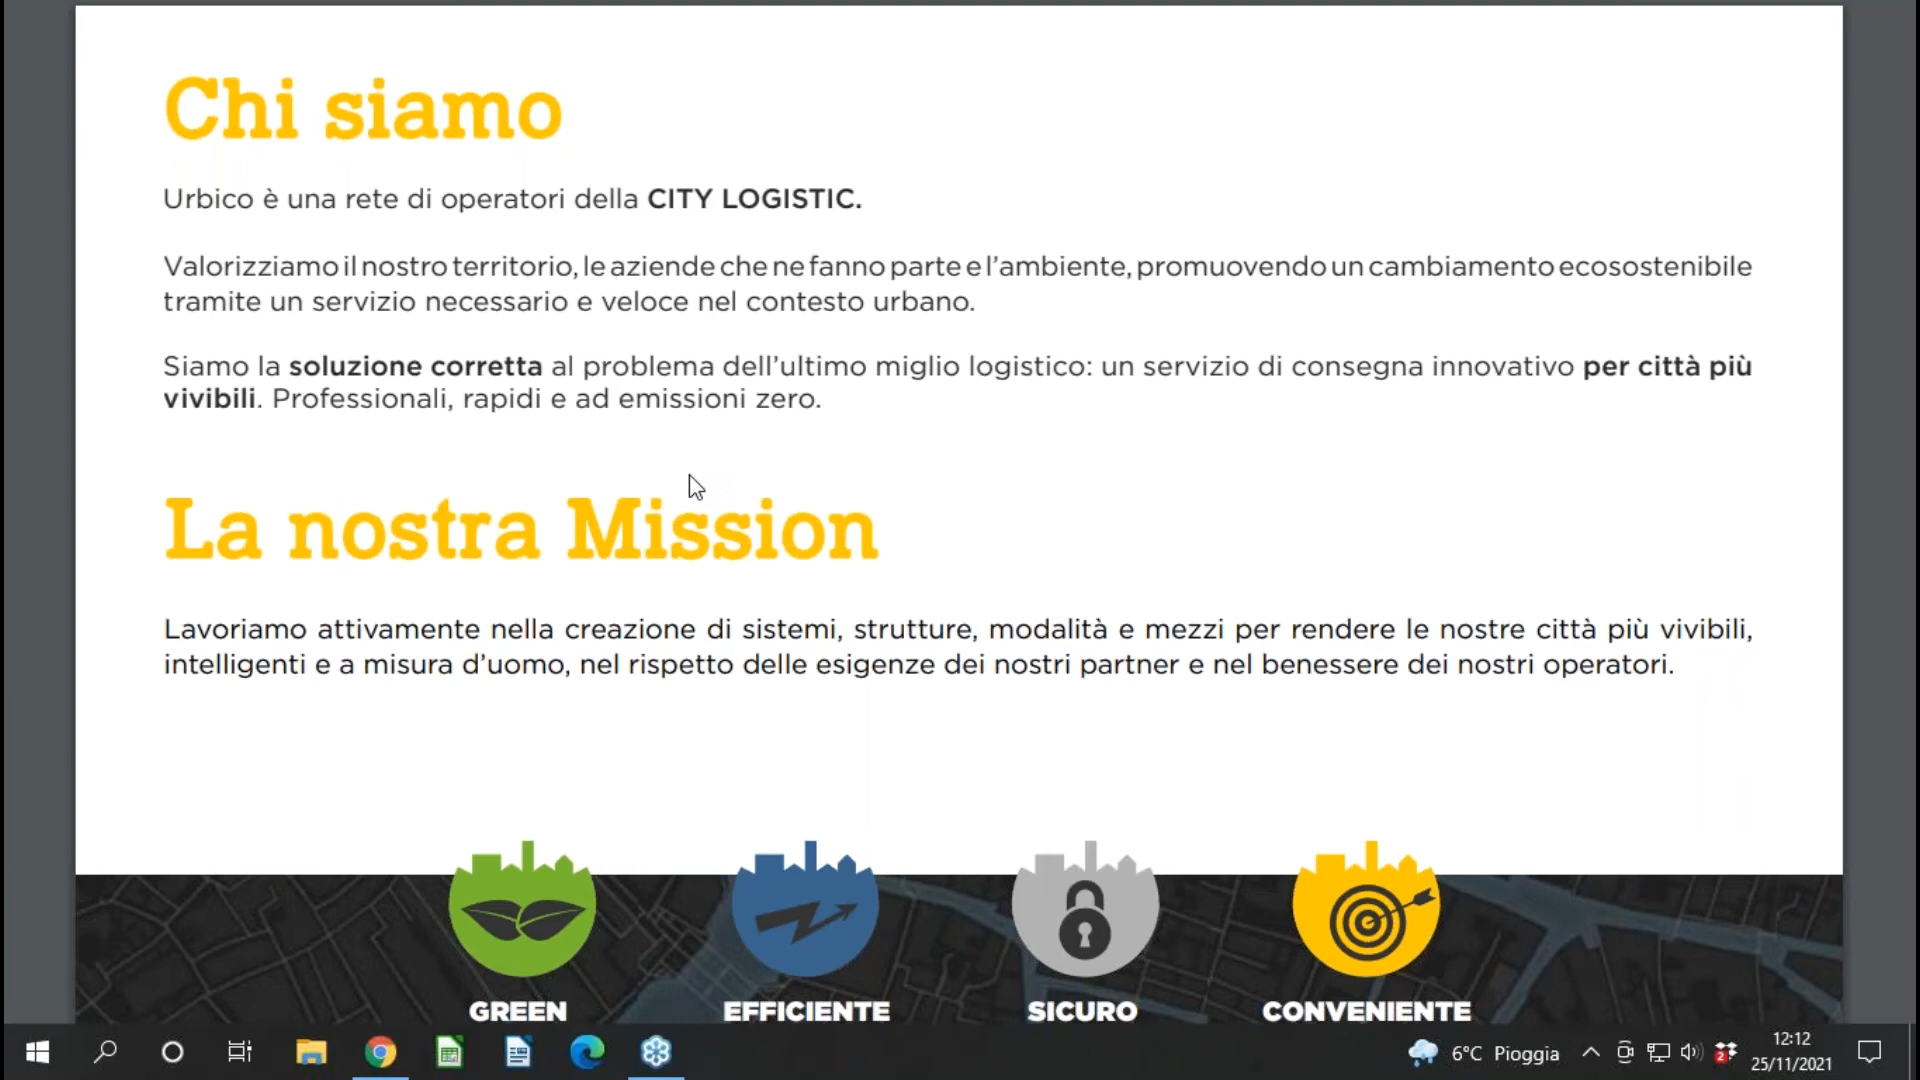 Chi siamo
Urbico è una rete di operatori della CITY LOGISTIC.
Valorizziamo il nostro territorio, le aziende che ne fanno parte e l’ambiente, promuovendo un cambiamento ecosostenibile
tramite un servizio necessario e veloce nel contesto urbano.
Siamo la soluzione corretta al problema dell’ultimo miglio logistico: un servizio di consegna innovativo per città più
vivibili. Professionali, rapidi e ad emissioni zero.
La nostra Mission
Lavoriamo attivamente nella creazione di sistemi, strutture, modalità e mezzi per rendere le nostre città più vivibili,
intelligenti e a misura d’uomo, nel rispetto delle esigenze dei nostri partner e nel benessere dei nostri operatori.
GREEN
EFFICIENTE
SICURO
CONVENIENTE
6°C Pioggia
2
12:12
25/11/2021